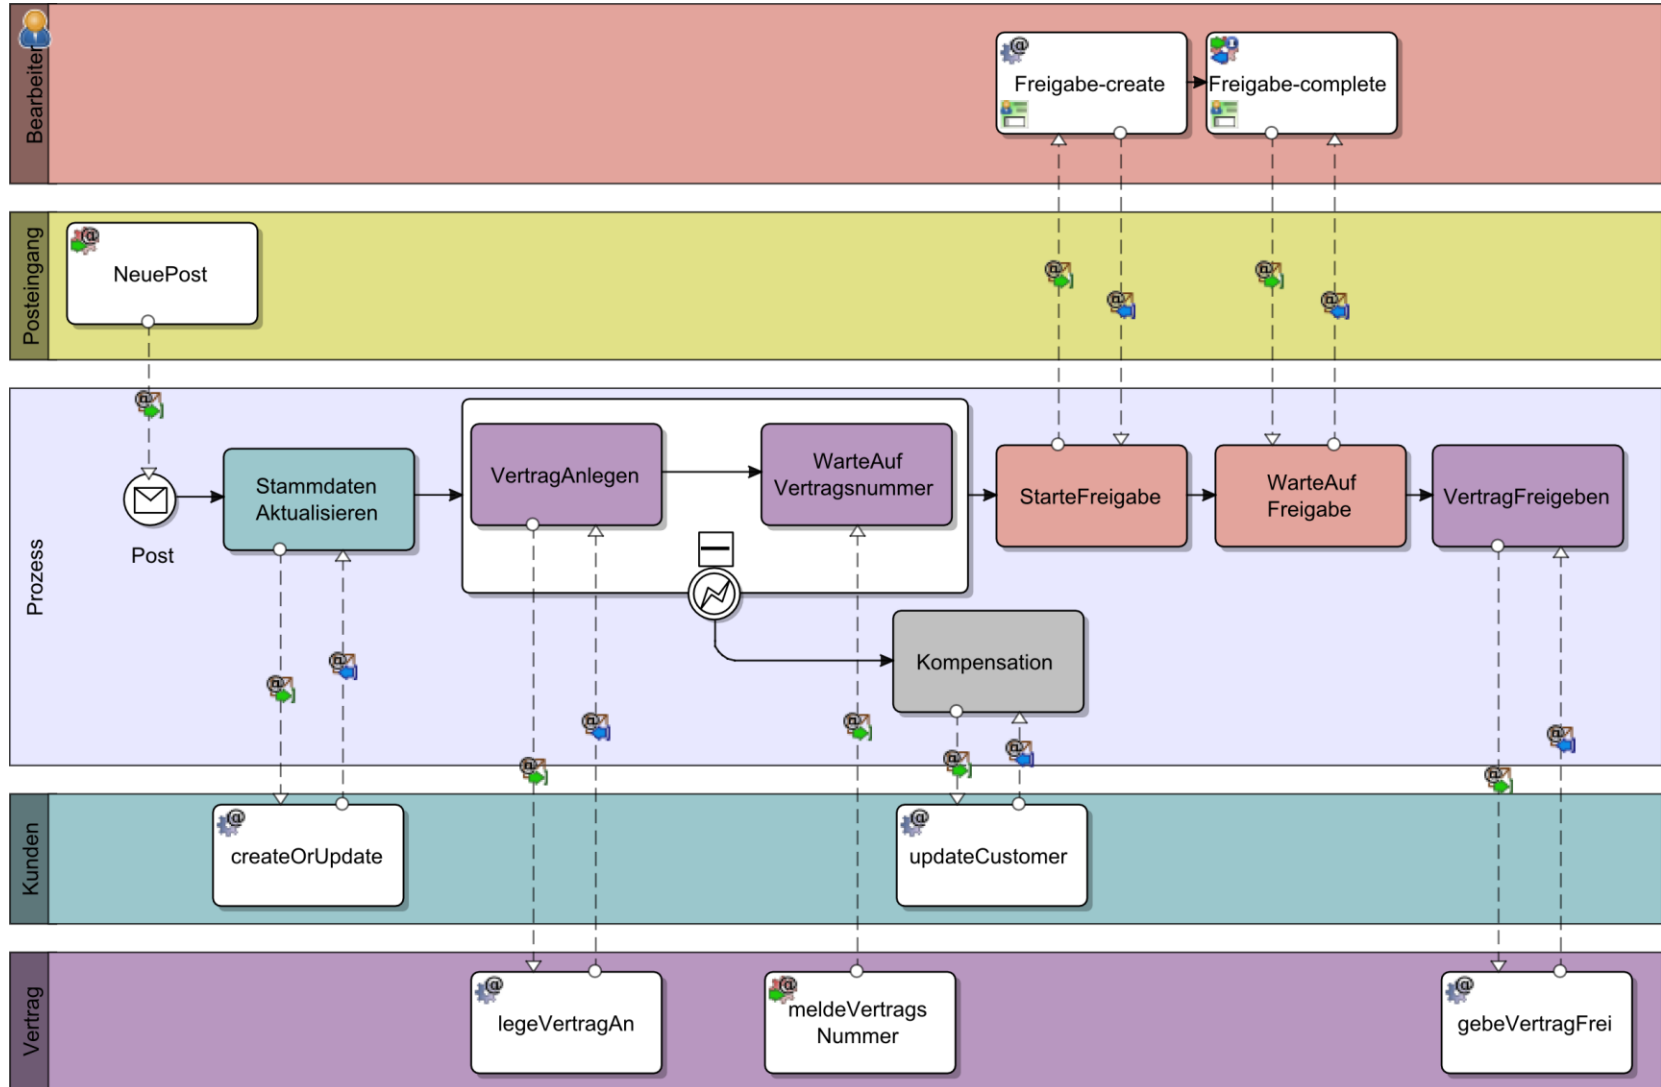 Bearbeiter
Freigabe-create
Freigabe-complete
Posteingang
NeuePost
Prozess
Post
Stammdaten
Aktualisieren
VertragAnlegen
WarteAuf
Vertragsnummer
StarteFreigabe
WarteAuf
Freigabe
VertragFreigeben
Kompensation
Kunden
createOrUpdate
updateCustomer
Vertrag
legeVertragAn
meldeVertrags
Nummer
gebeVertragFrei